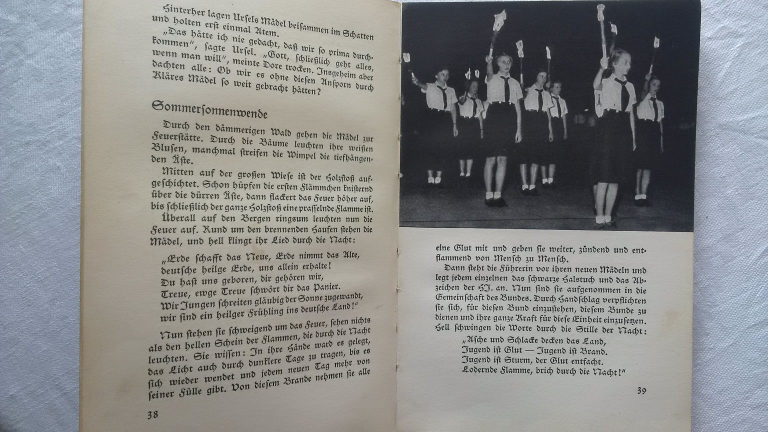 Hinterher lagen Ursels Mädel beisammen im Schatten
und holten erst einmal Atem.
„Das hätte ich nie gedacht, daß wir so prima durch-
kommen“, sagte Ursel. „Gott, schließlich geht alles,
wenn man will“, meinte Dore trocken. Insgeheim aber
dachten alle: Ob wir es ohne diesen Ansporn durch
Kläres Mädel so weit gebracht hätten?
Sommersonnenwende
Durch den dämmerigen Wald gehen die Mädel zur
Feuerstätte. Durch die Bäume leuchten ihre weißen
Blusen, manchmal streifen die Wimpel die tiefhängen-
den Äste.
Mitten auf der großen Wiese ist der Holzstoß auf-
geschichtet. Schon hüpfen die ersten Flämmchen knisternd
über die dürren Äste, dann flackert das Feuer höher auf,
bis schließlich der ganze Holzstoß eine prasselnde Flamme ist.
Überall auf den Bergen ringsum leuchten nun die
Feuer auf. Rund um den brennenden Haufen stehen die
Mädel, und hell klingt ihr Lied durch die Nacht:
„Erde schafft das Neue, Erde nimmt das Alte,
deutsche heilge Erde, uns allein erhalte!
Du hast uns geboren, dir gehören wir,
Treue, ewge Treue schwört dir das Panier.
Wir Jungen schreiten gläubig der Sonne zugewandt,
wir sind ein heilger Frühling ins deutsche Land!“
Nun stehen sie schweigend um das Feuer, sehen nichts
als den hellen Schein der Flammen, die durch die Nacht
leuchten. Sie wissen: In ihre Hände ward es gelegt,
das Licht auch durch dunklere Tage zu tragen, bis es
sich wieder wendet und jedem neuen Tag mehr von
seiner Fülle gibt. Von diesem Brande nehmen sie alle
38
eine Glut mit und geben sie weiter, zündend und ent-
flammend von Mensch zu Mensch.
Dann steht die Führerin vor ihren neuen Mädeln und
legt jedem einzelnen das schwarze Halstuch und das Ab-
zeichen der HJ. an. Nun sind sie aufgenommen in die
Gemeinschaft des Bundes. Durch Handschlag verpflichten
sie sich, für diesen Bund einzustehen, diesem Bunde zu
dienen und ihre ganz Kraft für diese Einheit einzusetzen.
Hell schwingen die Worte durch die Stille der Nacht:
„Asche und Schlacke decken das Land,
Jugend ist Glut — Jugend ist Brand.
Jugend ist Sturm, der Glut entfacht.
Lodernde Flamme, brich durch die Nacht!“
39